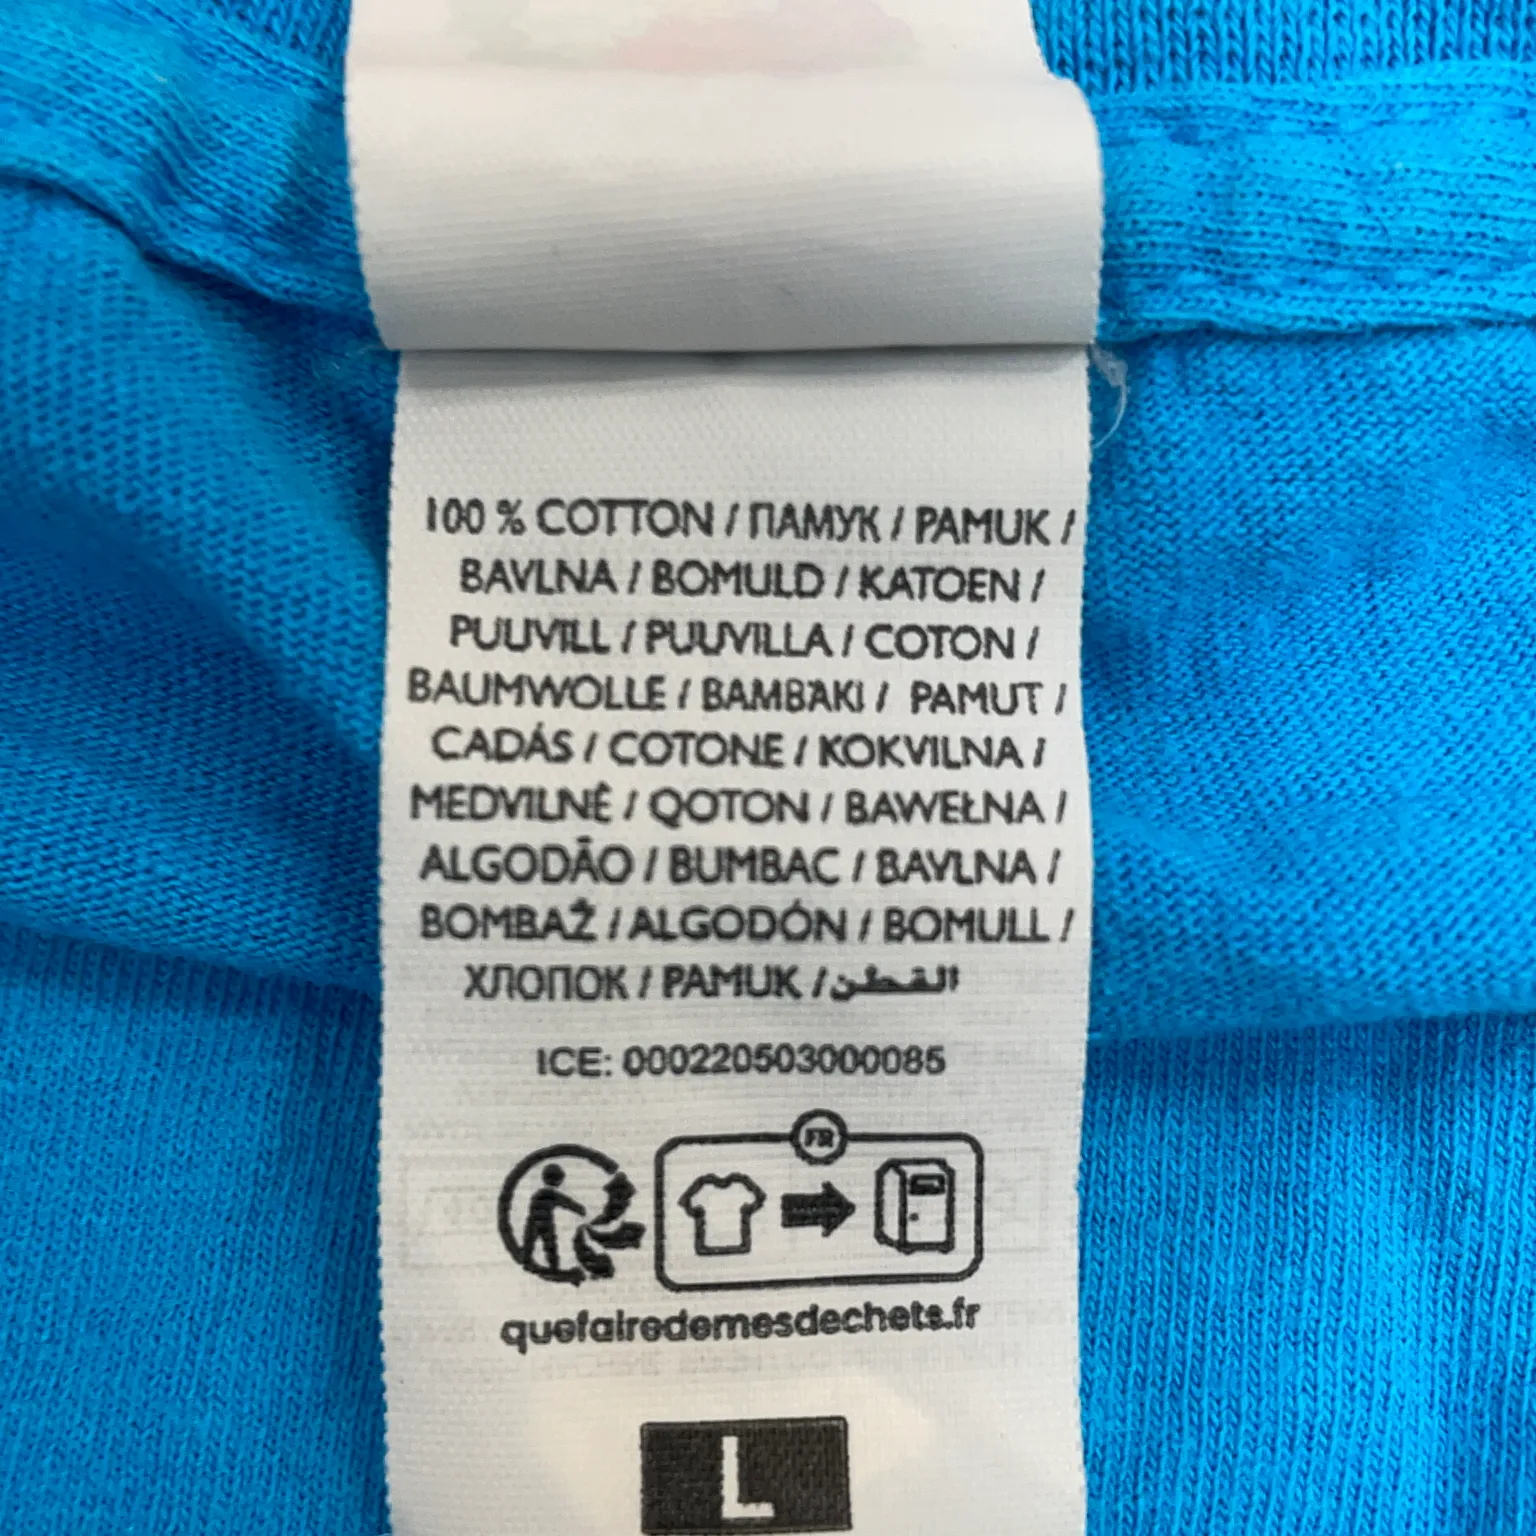 100 % COTTON / ПАМУК / PAMUK /
BAVLNA / BOMULD / KATOEN /
PUUVILL / PUUVILLA / COTON /
BAUMWOLLE / BAMBAKI / PAMUT /
CADÁS / COTONE / KOKVILNA /
MEDVILNĖ / QOTON / BAWEŁNA /
ALGODÃO / BUMBAC / BAVLNA /
BOMBAŽ / ALGODÓN / BOMULL /
ХЛОПОК / PAMUK / القطن
ICE: 000220503000085
FR
quefairedemesdechets.fr
L